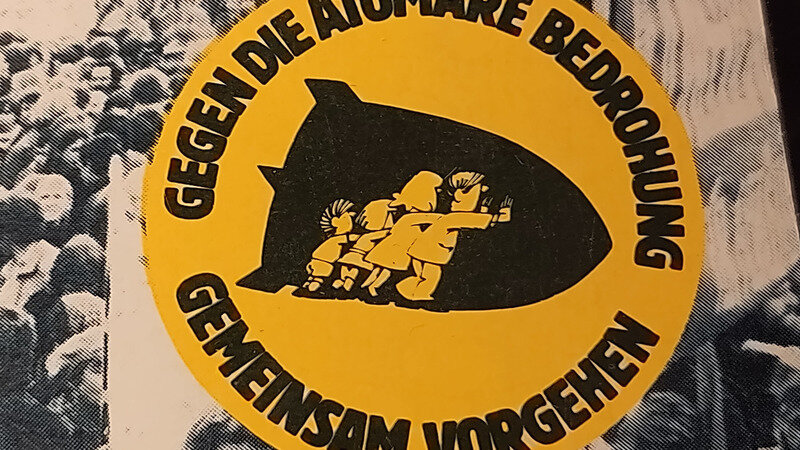 GEGEN DIE ATOMARE BEDROHUNG
GEMEINSAM VORGEHEN